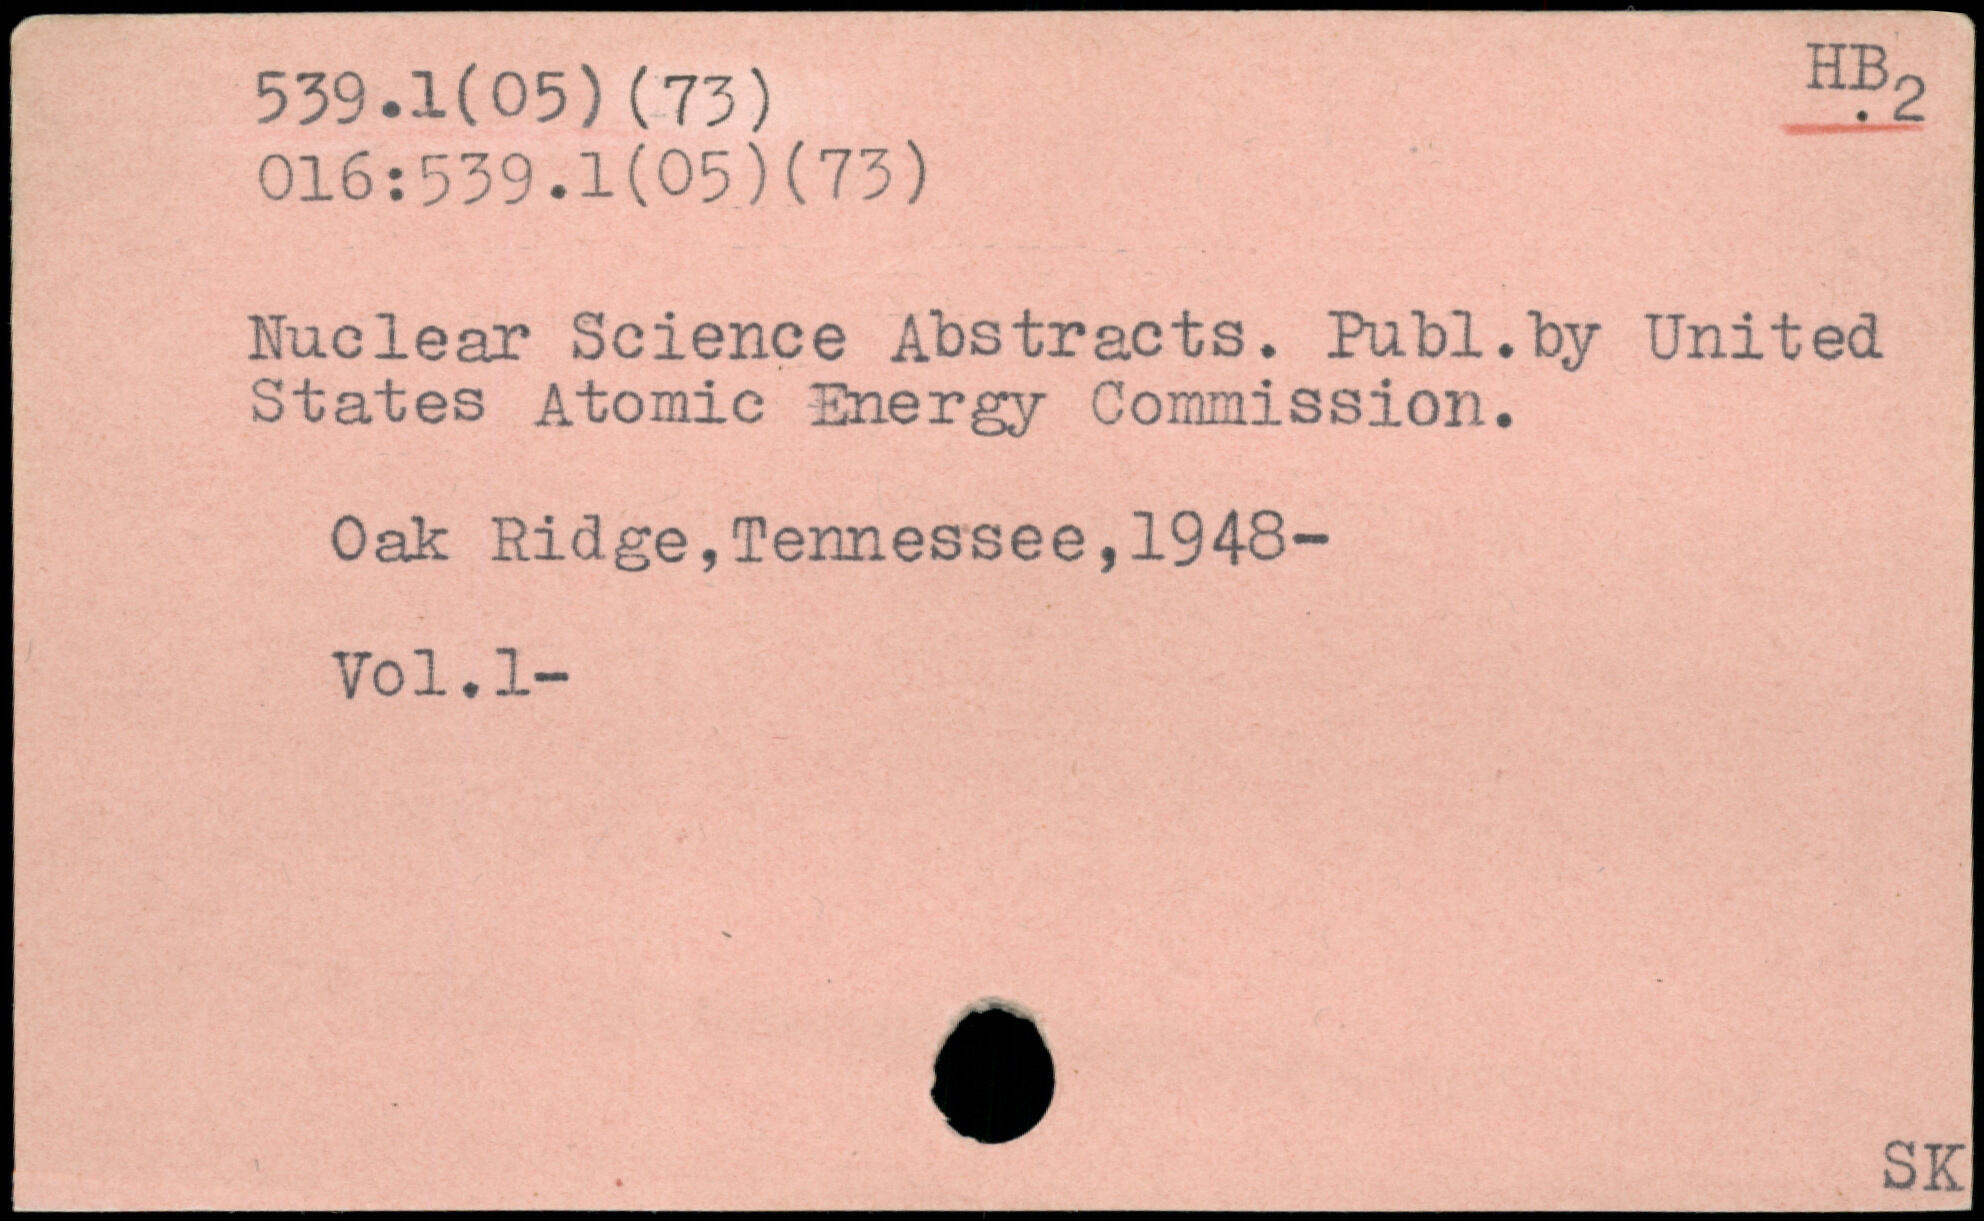 539.1(05)(73)
HB.2
016:539.1(05)(73)
Nuclear Science Abstracts. Publ.by United
States Atomic Energy Commission.
Oak Ridge,Tennessee,1948-
Vol.1-
SK